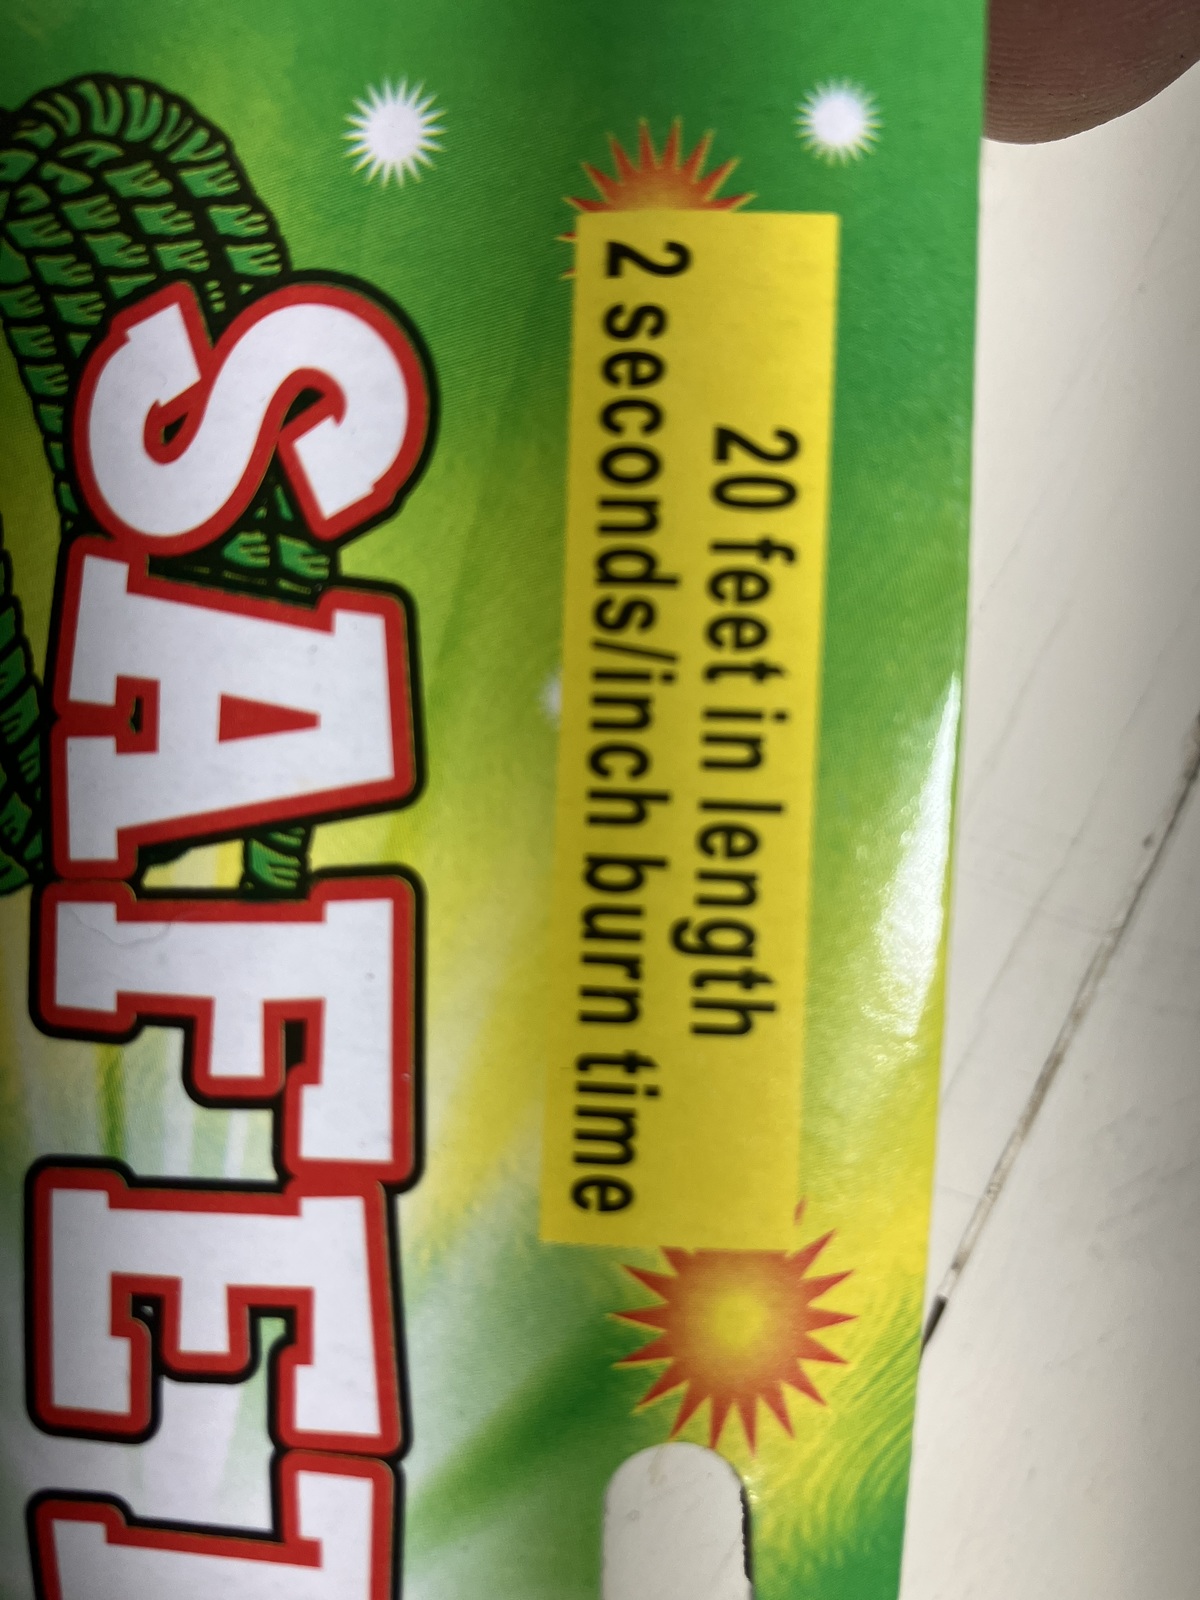 20 feet in length
2 seconds/inch burn time
SAFET